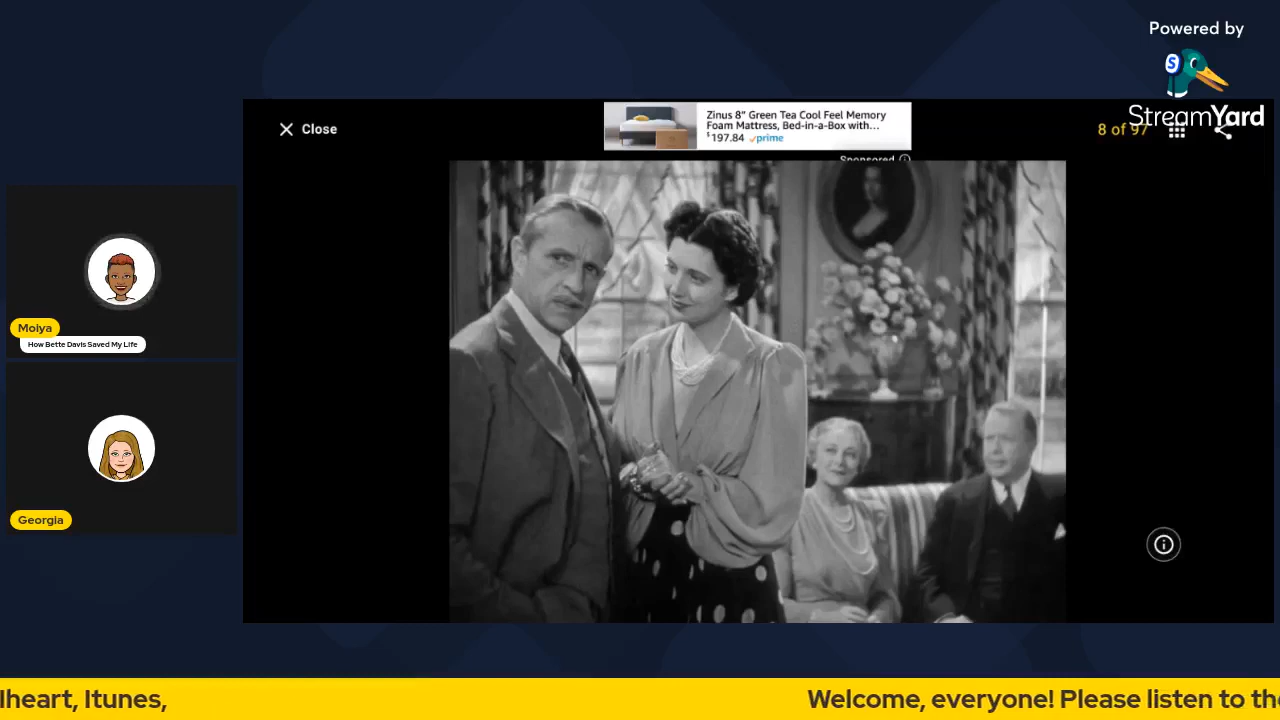 Powered by
StreamYard
Close
Zinus 8" Green Tea Cool Feel Memory
Foam Mattress, Bed-in-a-Box with...
$197.84 prime
Sponsored
8 of 97
Moiya
How Bette Davis Saved My Life
Georgia
Iheart, Itunes,
Welcome, everyone! Please listen to the